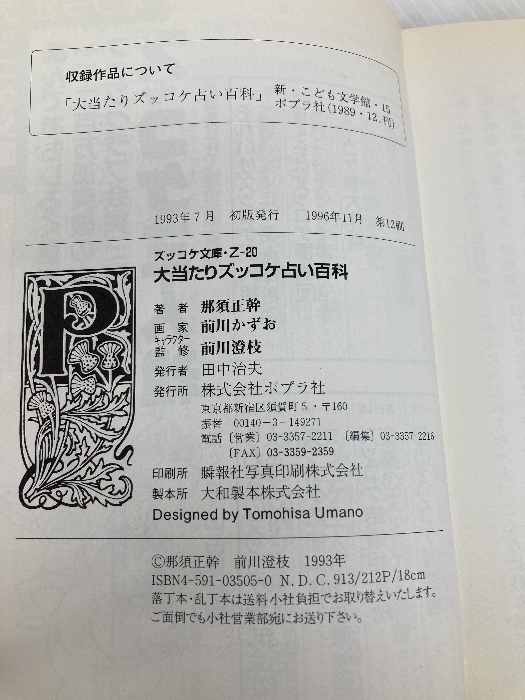 収録作品について
「大当たりズッコケ占い百科」 新・こども文学館・15
ポプラ社(1989・12.刊)
1993年7月 初版発行 1996年11月 第12刷
ズッコケ文庫・Z-20
大当たりズッコケ占い百科
著者 那須正幹
画家 前川かずお
キャラクター監修 前川澄枝
発行者 田中治夫
発行所 株式会社ポプラ社
東京都新宿区須賀町5・〒160
振替 00140-3-149271
電話〔営業〕03-3357-2211 〔編集〕03-3357-2216
〔FAX〕03-3359-2359
印刷所 瞬報社写真印刷株式会社
製本所 大和製本株式会社
Designed by Tomohisa Umano
P
©那須正幹 前川澄枝 1993年
ISBN4-591-03505-0 N.D.C.913/212P/18cm
落丁本・乱丁本は送料小社負担でお取り替えいたします。
ご面倒でも小社営業部宛にお送り下さい。